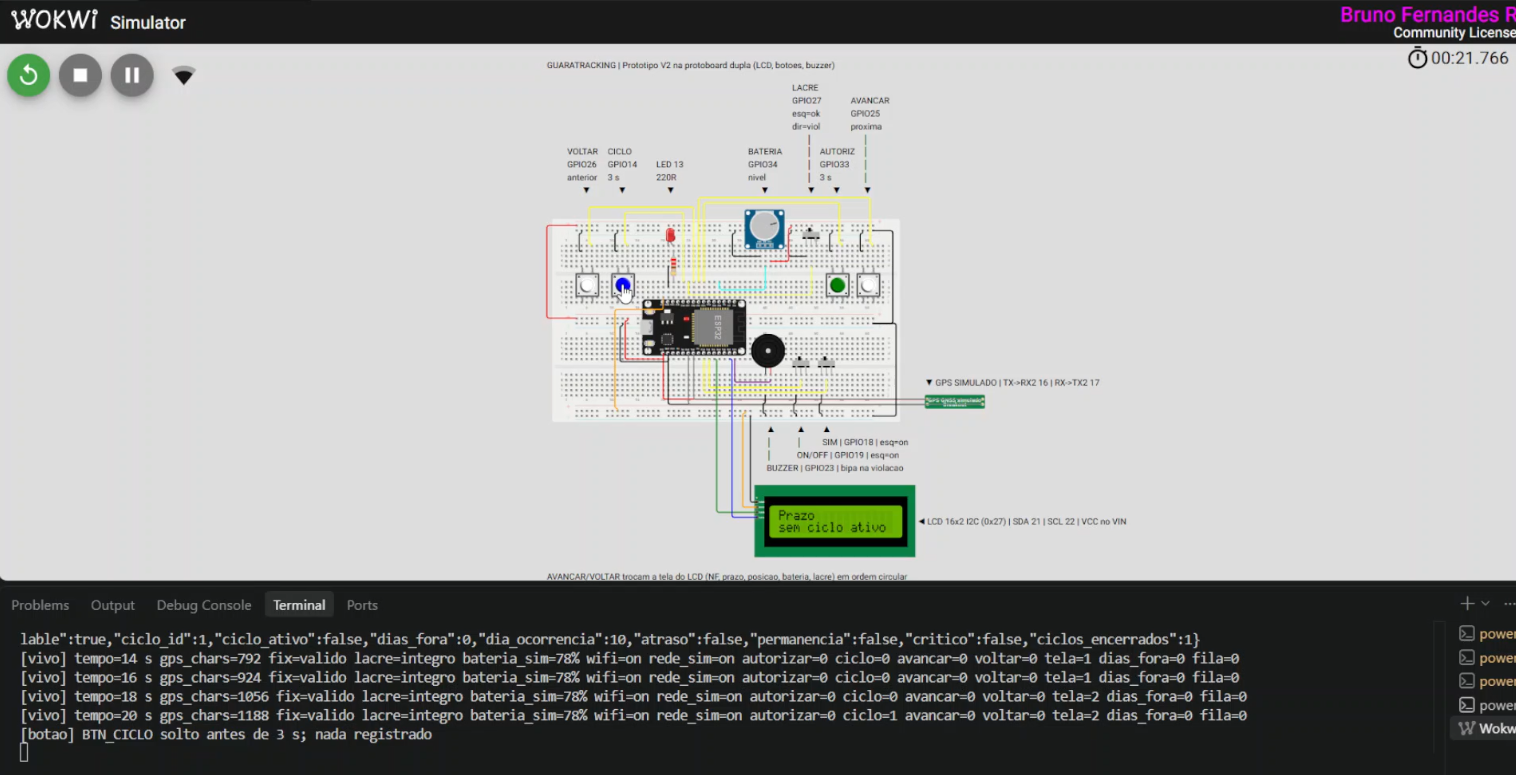 WOKWi Simulator
Bruno Fernandes R
Community License
00:21.766
GUARATRACKING | Prototipo V2 na protoboard dupla (LCD, botoes, buzzer)
LACRE
GPIO27
esq=ok
dir=viol
AVANCAR
GPIO25
proxima
VOLTAR
GPIO26
anterior
CICLO
GPIO14
3 s
LED 13
220R
BATERIA
GPIO34
nivel
AUTORIZ
GPIO33
3 s
ESP32
▼ GPS SIMULADO | TX->RX2 16 | RX->TX2 17
SIM | GPIO18 | esq=on
ON/OFF | GPIO19 | esq=on
BUZZER | GPIO23 | bipa na violacao
Prazo
sem ciclo ativo
◄ LCD 16x2 I2C (0x27) | SDA 21 | SCL 22 | VCC no VIN
AVANCAR/VOLTAR trocam a tela do LCD (NF, prazo, posicao, bateria, lacre) em ordem circular
Problems Output Debug Console Terminal Ports
lable":true,"ciclo_id":1,"ciclo_ativo":false,"dias_fora":0,"dia_ocorrencia":10,"atraso":false,"permanencia":false,"critico":false,"ciclos_encerrados":1}
[vivo] tempo=14 s gps_chars=792 fix=valido lacre=integro bateria_sim=78% wifi=on rede_sim=on autorizar=0 ciclo=0 avancar=0 voltar=0 tela=1 dias_fora=0 fila=0
[vivo] tempo=16 s gps_chars=924 fix=valido lacre=integro bateria_sim=78% wifi=on rede_sim=on autorizar=0 ciclo=0 avancar=0 voltar=0 tela=1 dias_fora=0 fila=0
[vivo] tempo=18 s gps_chars=1056 fix=valido lacre=integro bateria_sim=78% wifi=on rede_sim=on autorizar=0 ciclo=0 avancar=0 voltar=0 tela=2 dias_fora=0 fila=0
[vivo] tempo=20 s gps_chars=1188 fix=valido lacre=integro bateria_sim=78% wifi=on rede_sim=on autorizar=0 ciclo=1 avancar=0 voltar=0 tela=2 dias_fora=0 fila=0
[botao] BTN_CICLO solto antes de 3 s; nada registrado
power
power
power
power
Wokw